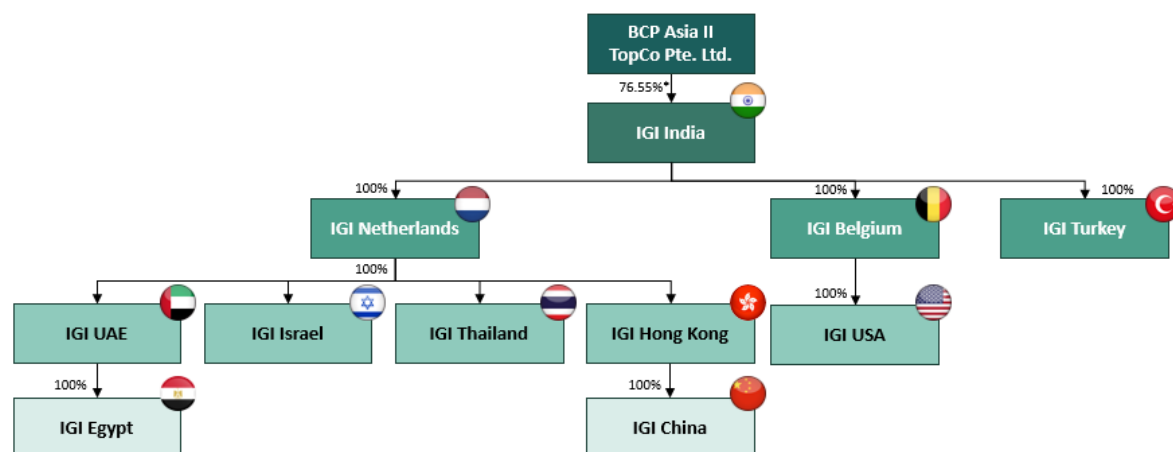 BCP Asia II
TopCo Pte. Ltd.
76.55%*
IGI India
100%
100%
100%
IGI Netherlands
IGI Belgium
IGI Turkey
100%
100%
IGI UAE
IGI Israel
IGI Thailand
IGI Hong Kong
IGI USA
100%
100%
IGI Egypt
IGI China